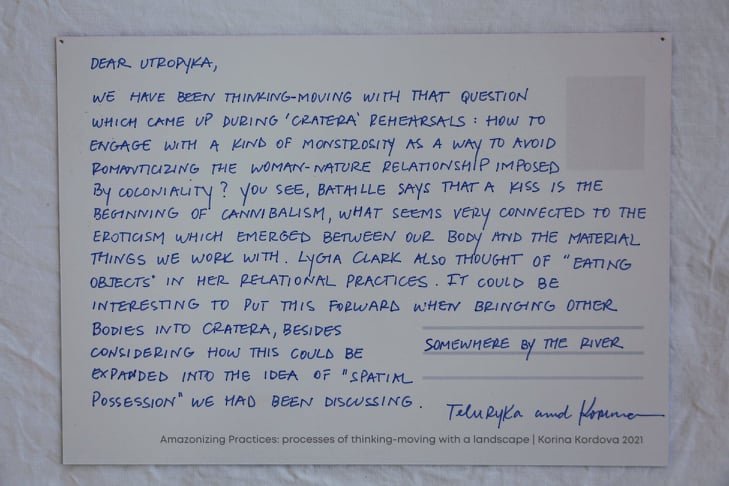 DEAR UTROPYKA,
WE HAVE BEEN THINKING-MOVING WITH THAT QUESTION
WHICH CAME UP DURING 'CRATERA' REHEARSALS : HOW TO
ENGAGE WITH A KIND OF MONSTROSITY AS A WAY TO AVOID
ROMANTICIZING THE WOMAN-NATURE RELATIONSHIP IMPOSED
BY COLONIALITY ? YOU SEE, BATAILLE SAYS THAT A KISS IS THE
BEGINNING OF CANNIBALISM, WHAT SEEMS VERY CONNECTED TO THE
EROTICISM WHICH EMERGED BETWEEN OUR BODY AND THE MATERIAL
THINGS WE WORK WITH. LYGIA CLARK ALSO THOUGHT OF "EATING
OBJECTS" IN HER RELATIONAL PRACTICES. IT COULD BE
INTERESTING TO PUT THIS FORWARD WHEN BRINGING OTHER
BODIES INTO CRATERA, BESIDES
CONSIDERING HOW THIS COULD BE
EXPANDED INTO THE IDEA OF "SPATIAL
POSSESSION" WE HAD BEEN DISCUSSING.
SOMEWHERE BY THE RIVER
TeluRyKa and Korina
Amazonizing Practices: processes of thinking-moving with a landscape | Korina Kordova 2021